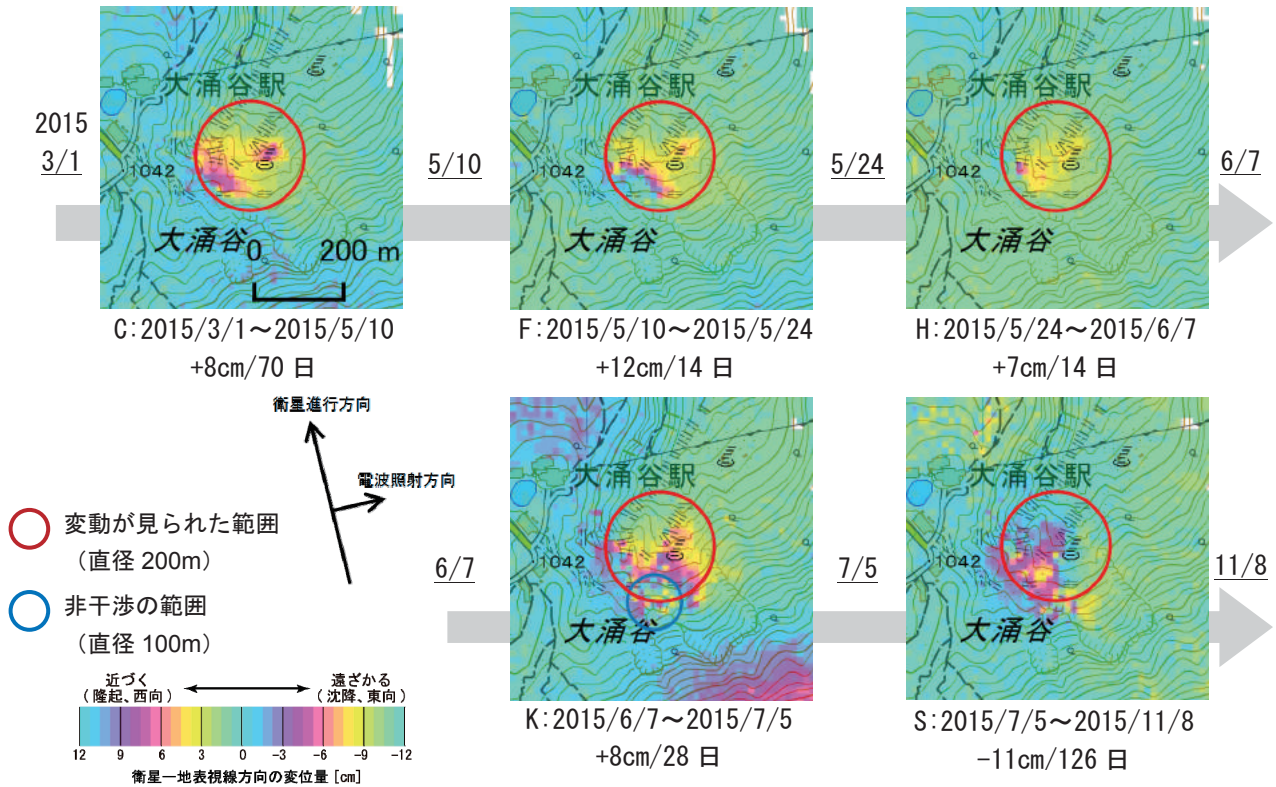 2015
3/1
大涌谷駅
1042
大涌谷
0 200 m
C:2015/3/1～2015/5/10
+8cm/70 日
5/10
大涌谷駅
1042
大涌谷
F:2015/5/10～2015/5/24
+12cm/14 日
5/24
大涌谷駅
1042
大涌谷
H:2015/5/24～2015/6/7
+7cm/14 日
6/7
衛星進行方向
電波照射方向
変動が見られた範囲
（直径 200m）
非干渉の範囲
（直径 100m）
近づく
（隆起、西向）
遠ざかる
（沈降、東向）
12 9 6 3 0 -3 -6 -9 -12
衛星―地表視線方向の変位量 [cm]
6/7
大涌谷駅
1042
大涌谷
K:2015/6/7～2015/7/5
+8cm/28 日
7/5
大涌谷駅
1042
大涌谷
S:2015/7/5～2015/11/8
-11cm/126 日
11/8